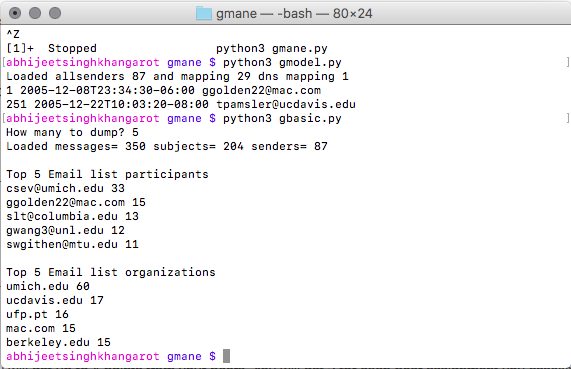 gmane — -bash — 80×24
^Z
[1]+  Stopped                 python3 gmane.py
[abhijeetsinghkhangarot gmane $ python3 gmodel.py ]
Loaded allsenders 87 and mapping 29 dns mapping 1
1 2005-12-08T23:34:30-06:00 ggolden22@mac.com
251 2005-12-22T10:03:20-08:00 tpamsler@ucdavis.edu
[abhijeetsinghkhangarot gmane $ python3 gbasic.py ]
How many to dump? 5
Loaded messages= 350 subjects= 204 senders= 87

Top 5 Email list participants
csev@umich.edu 33
ggolden22@mac.com 15
slt@columbia.edu 13
gwang3@unl.edu 12
swgithen@mtu.edu 11

Top 5 Email list organizations
umich.edu 60
ucdavis.edu 17
ufp.pt 16
mac.com 15
berkeley.edu 15
abhijeetsinghkhangarot gmane $